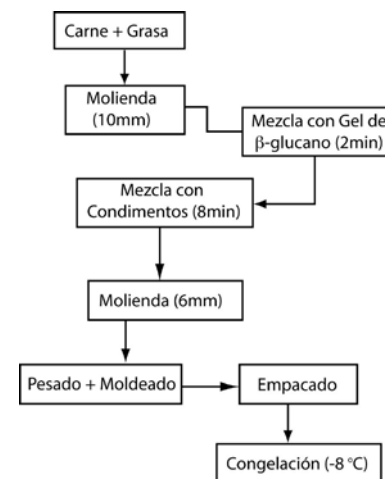 Carne + Grasa
Molienda
(10mm)
Mezcla con Gel de
β-glucano (2min)
Mezcla con
Condimentos (8min)
Molienda (6mm)
Pesado + Moldeado
Empacado
Congelación (-8 °C)